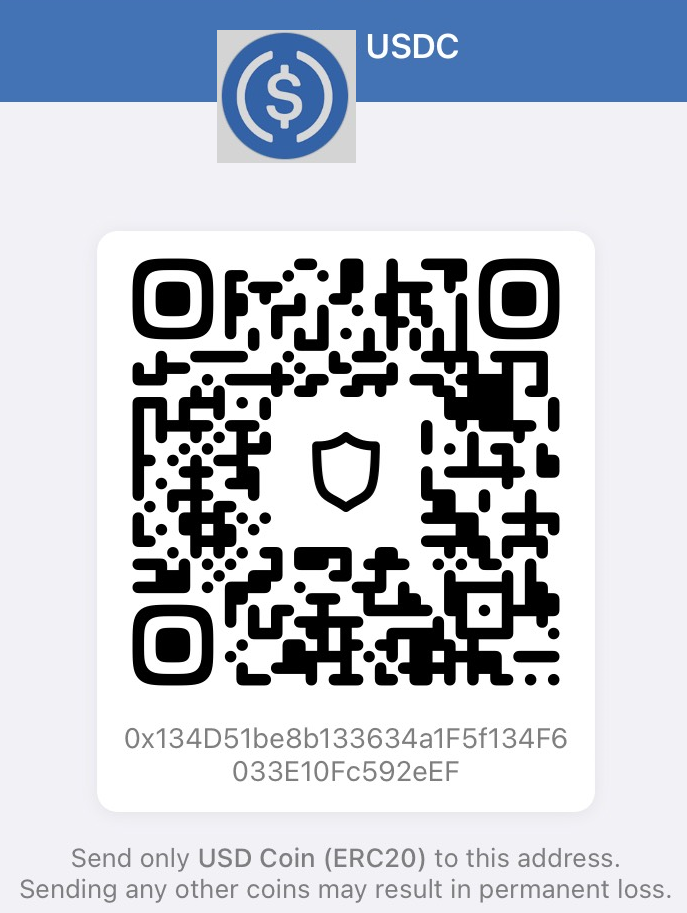 USDC
0x134D51be8b133634a1F5f134F6
033E10Fc592eEF
Send only USD Coin (ERC20) to this address.
Sending any other coins may result in permanent loss.